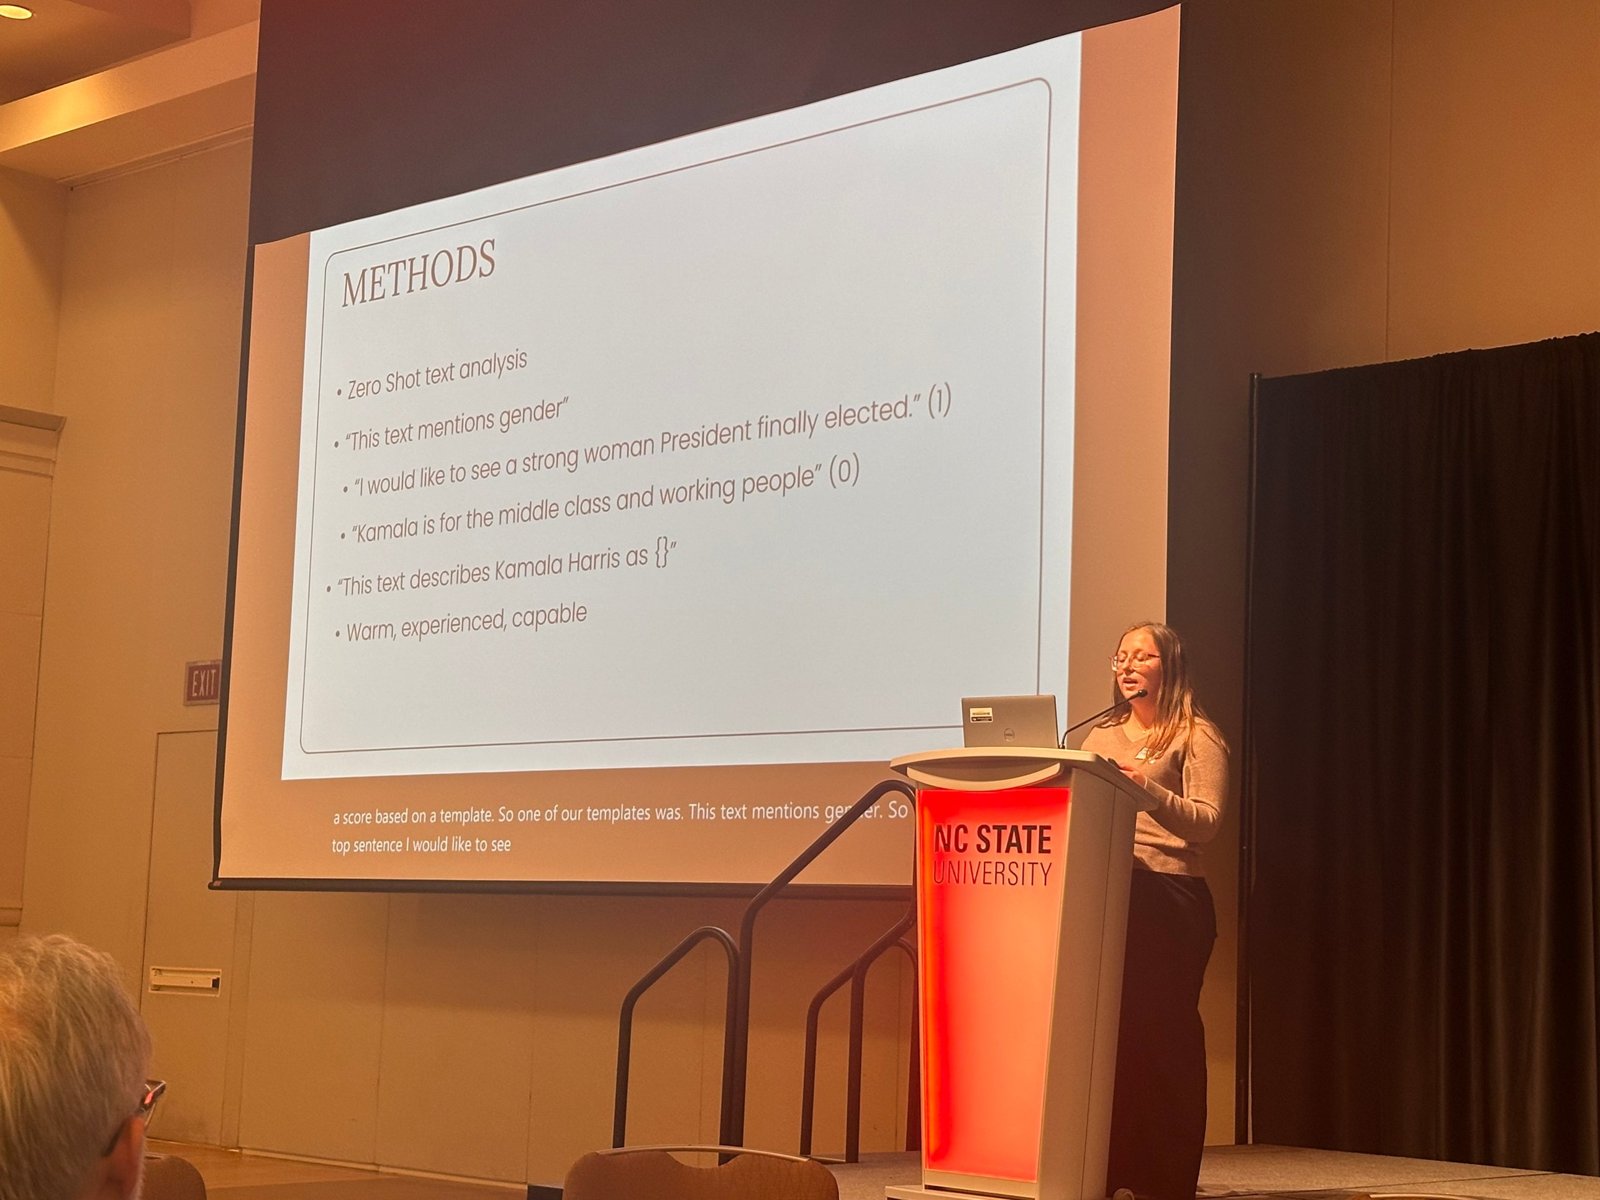 METHODS
• Zero Shot text analysis
• “This text mentions gender”
• “I would like to see a strong woman President finally elected.” (1)
• “Kamala is for the middle class and working people” (0)
• “This text describes Kamala Harris as {}”
• Warm, experienced, capable
a score based on a template. So one of our templates was. This text mentions gender. So
top sentence I would like to see
EXIT
NC STATE
UNIVERSITY
DELL